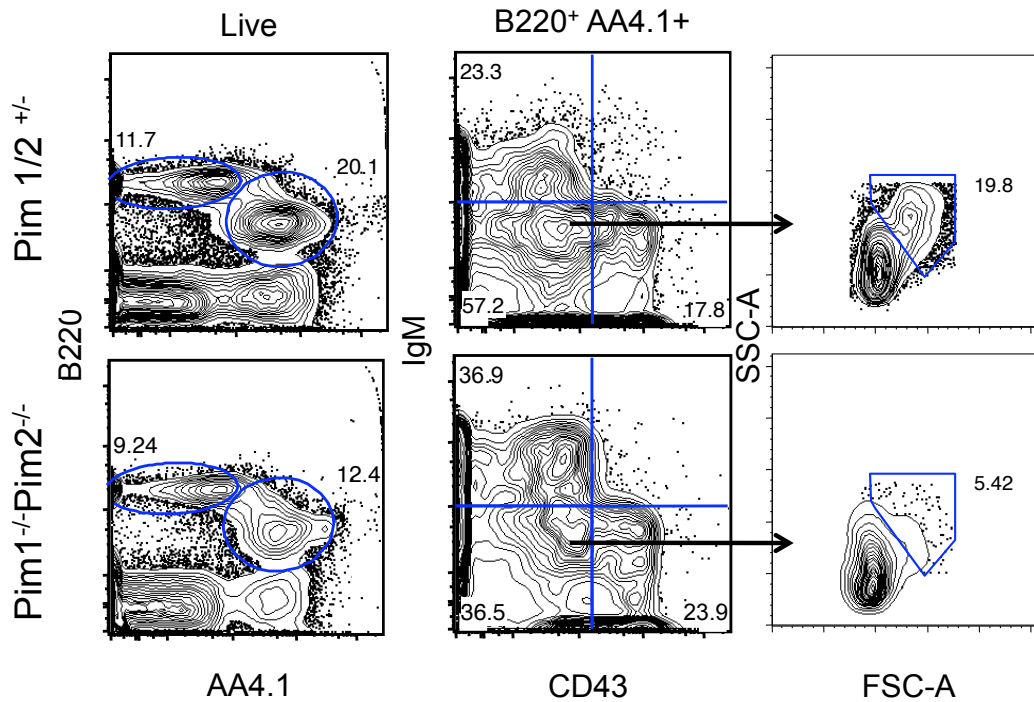 Live
B220⁺ AA4.1+
Pim 1/2 ⁺/⁻
11.7
20.1
B220
23.3
57.2
17.8
IgM
19.8
SSC-A
Pim1⁻/⁻Pim2⁻/⁻
9.24
12.4
36.9
36.5
23.9
5.42
AA4.1
CD43
FSC-A